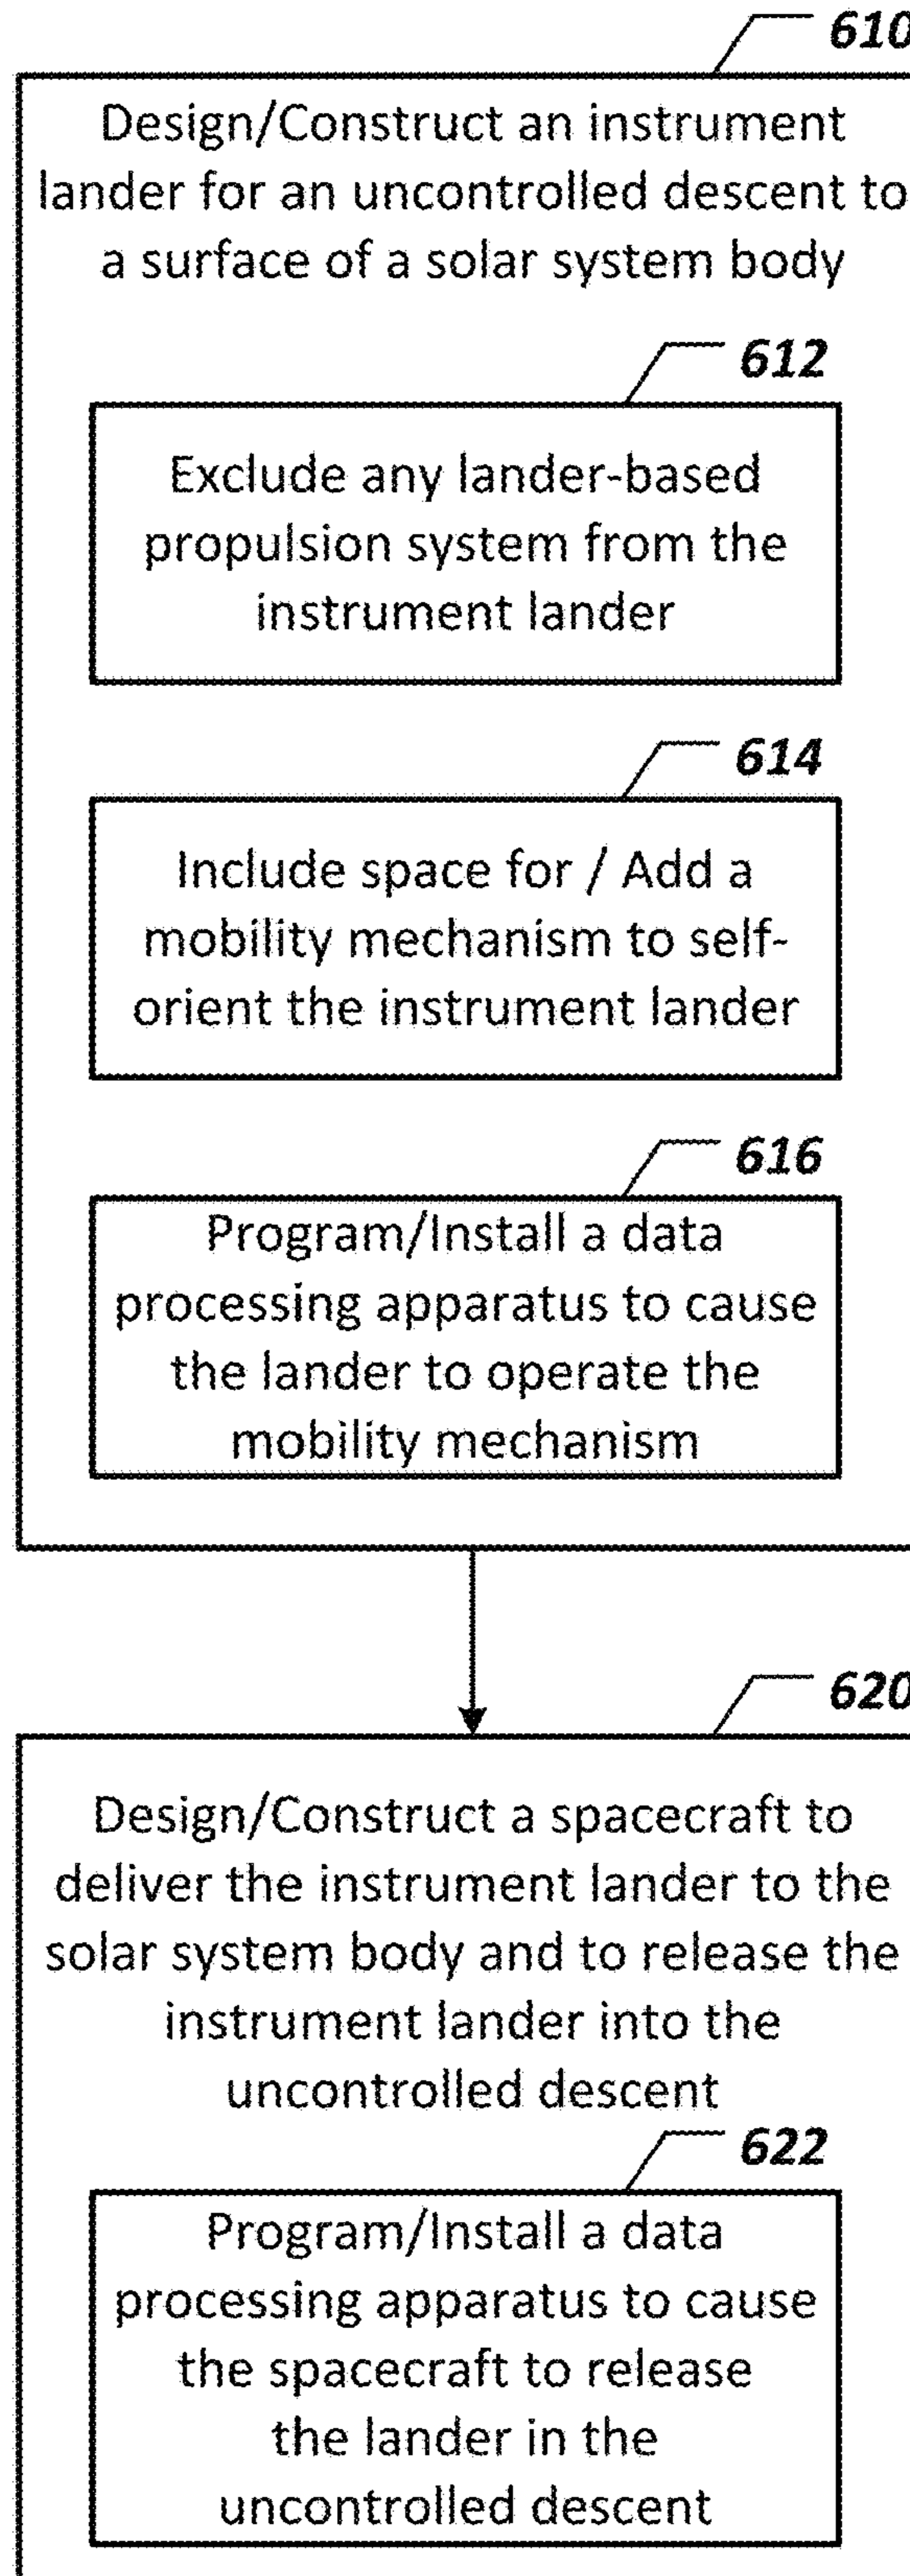 610
Design/Construct an instrument
lander for an uncontrolled descent to
a surface of a solar system body
612
Exclude any lander-based
propulsion system from the
instrument lander
614
Include space for / Add a
mobility mechanism to self-
orient the instrument lander
616
Program/Install a data
processing apparatus to cause
the lander to operate the
mobility mechanism
620
Design/Construct a spacecraft to
deliver the instrument lander to the
solar system body and to release the
instrument lander into the
uncontrolled descent
622
Program/Install a data
processing apparatus to cause
the spacecraft to release
the lander in the
uncontrolled descent